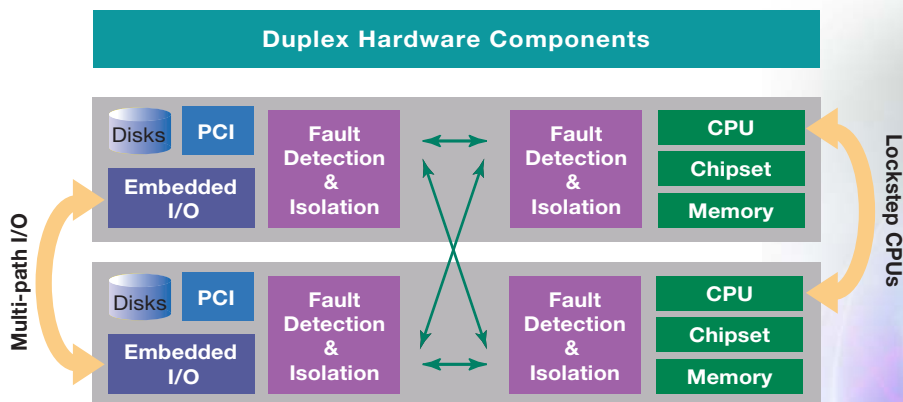 Duplex Hardware Components
Disks
PCI
Embedded
I/O
Fault
Detection
&
Isolation
Fault
Detection
&
Isolation
CPU
Chipset
Memory
Multi-path I/O
Lockstep CPUs
Disks
PCI
Embedded
I/O
Fault
Detection
&
Isolation
Fault
Detection
&
Isolation
CPU
Chipset
Memory